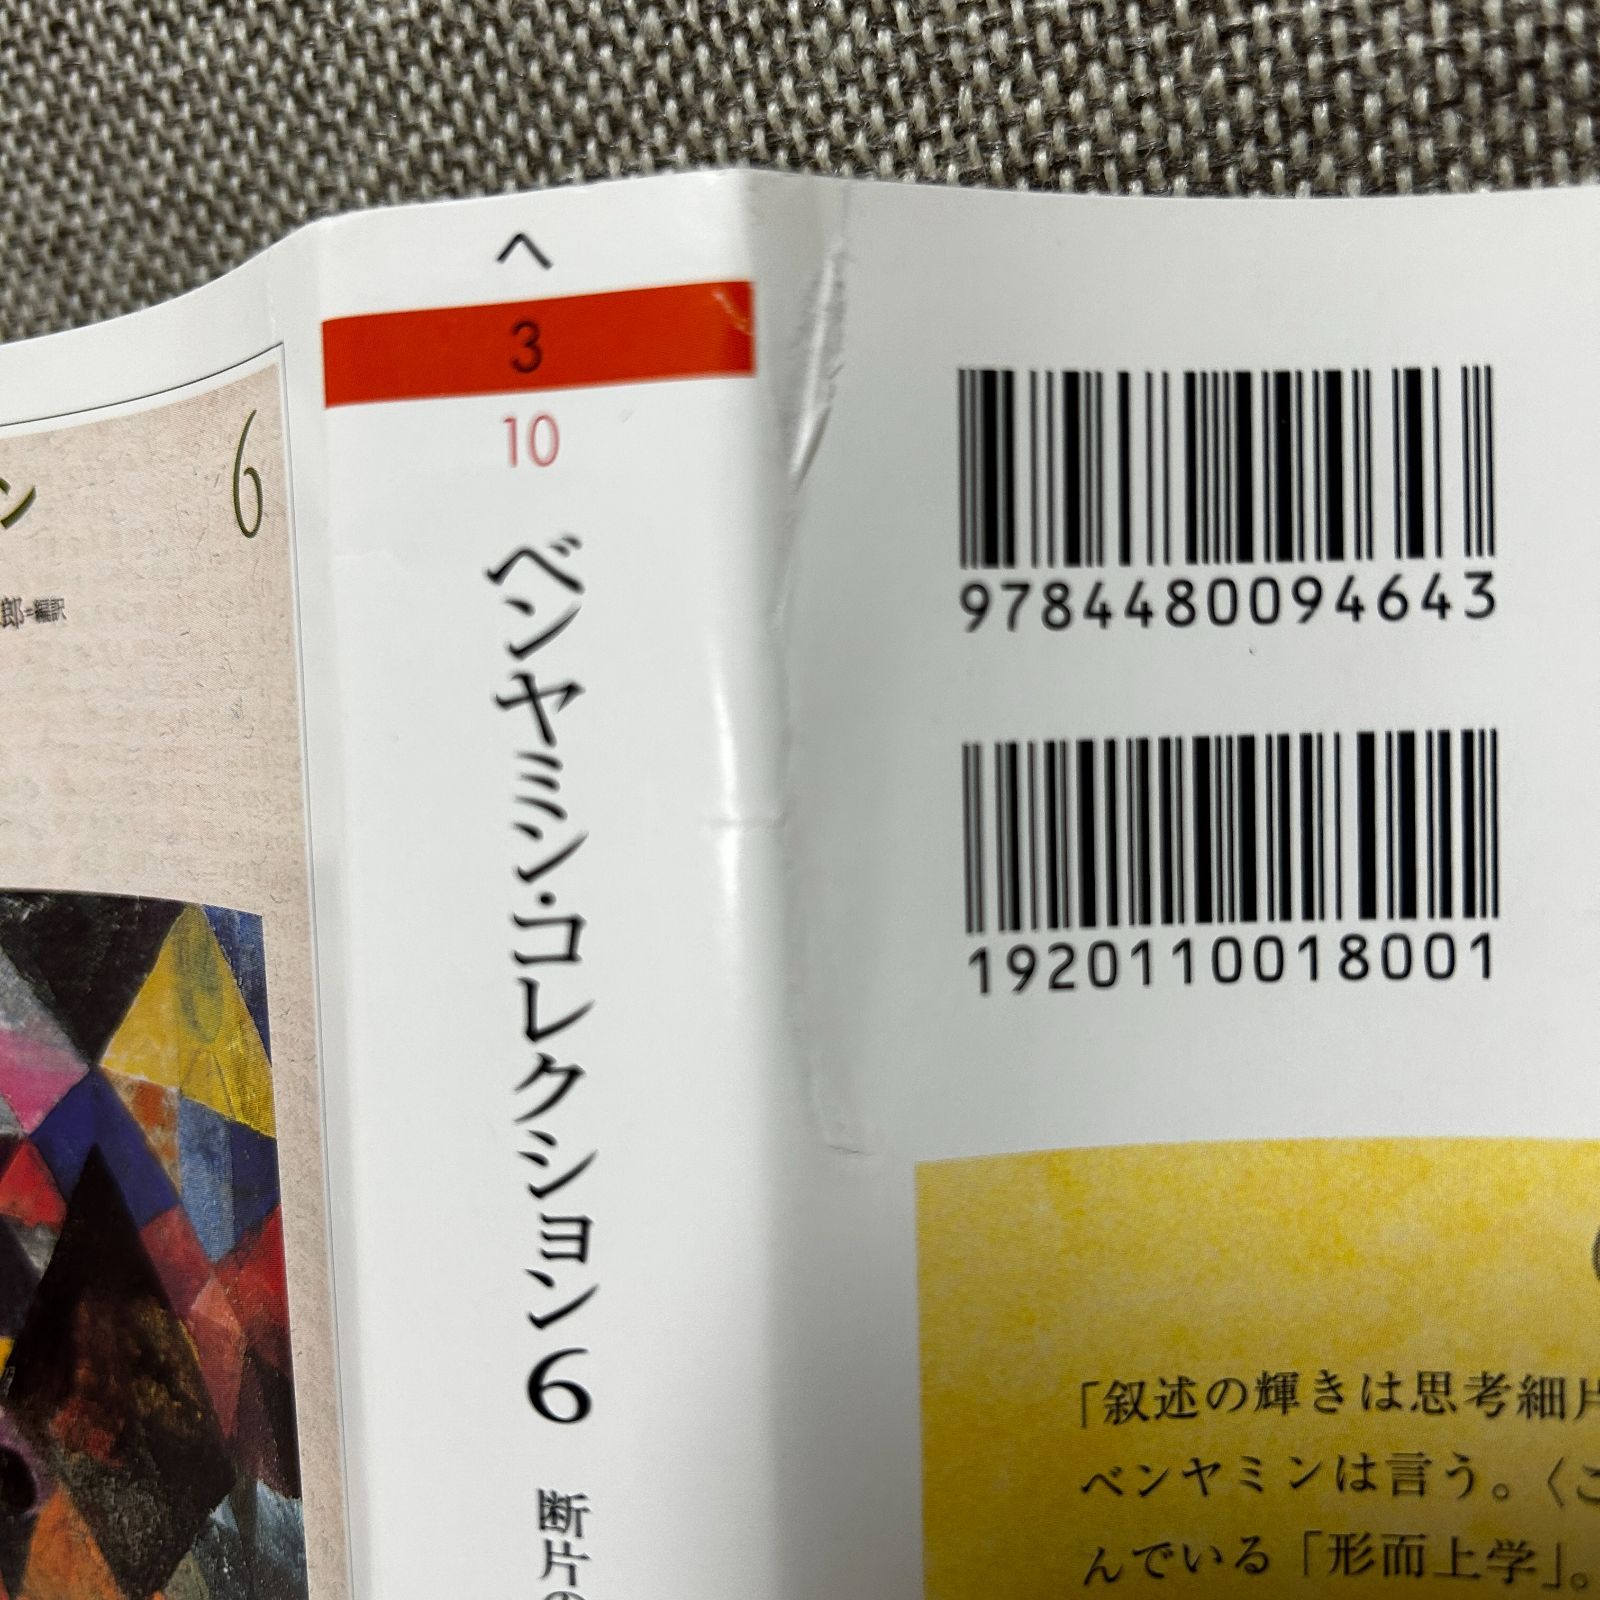 ン
6
郎=編訳
ヘ
3
10
ベンヤミン・コレクション6
断片の
9784480094643
1920110018001
「叙述の輝きは思考細片
ベンヤミンは言う。〈こ
んでいる「形而上学」。